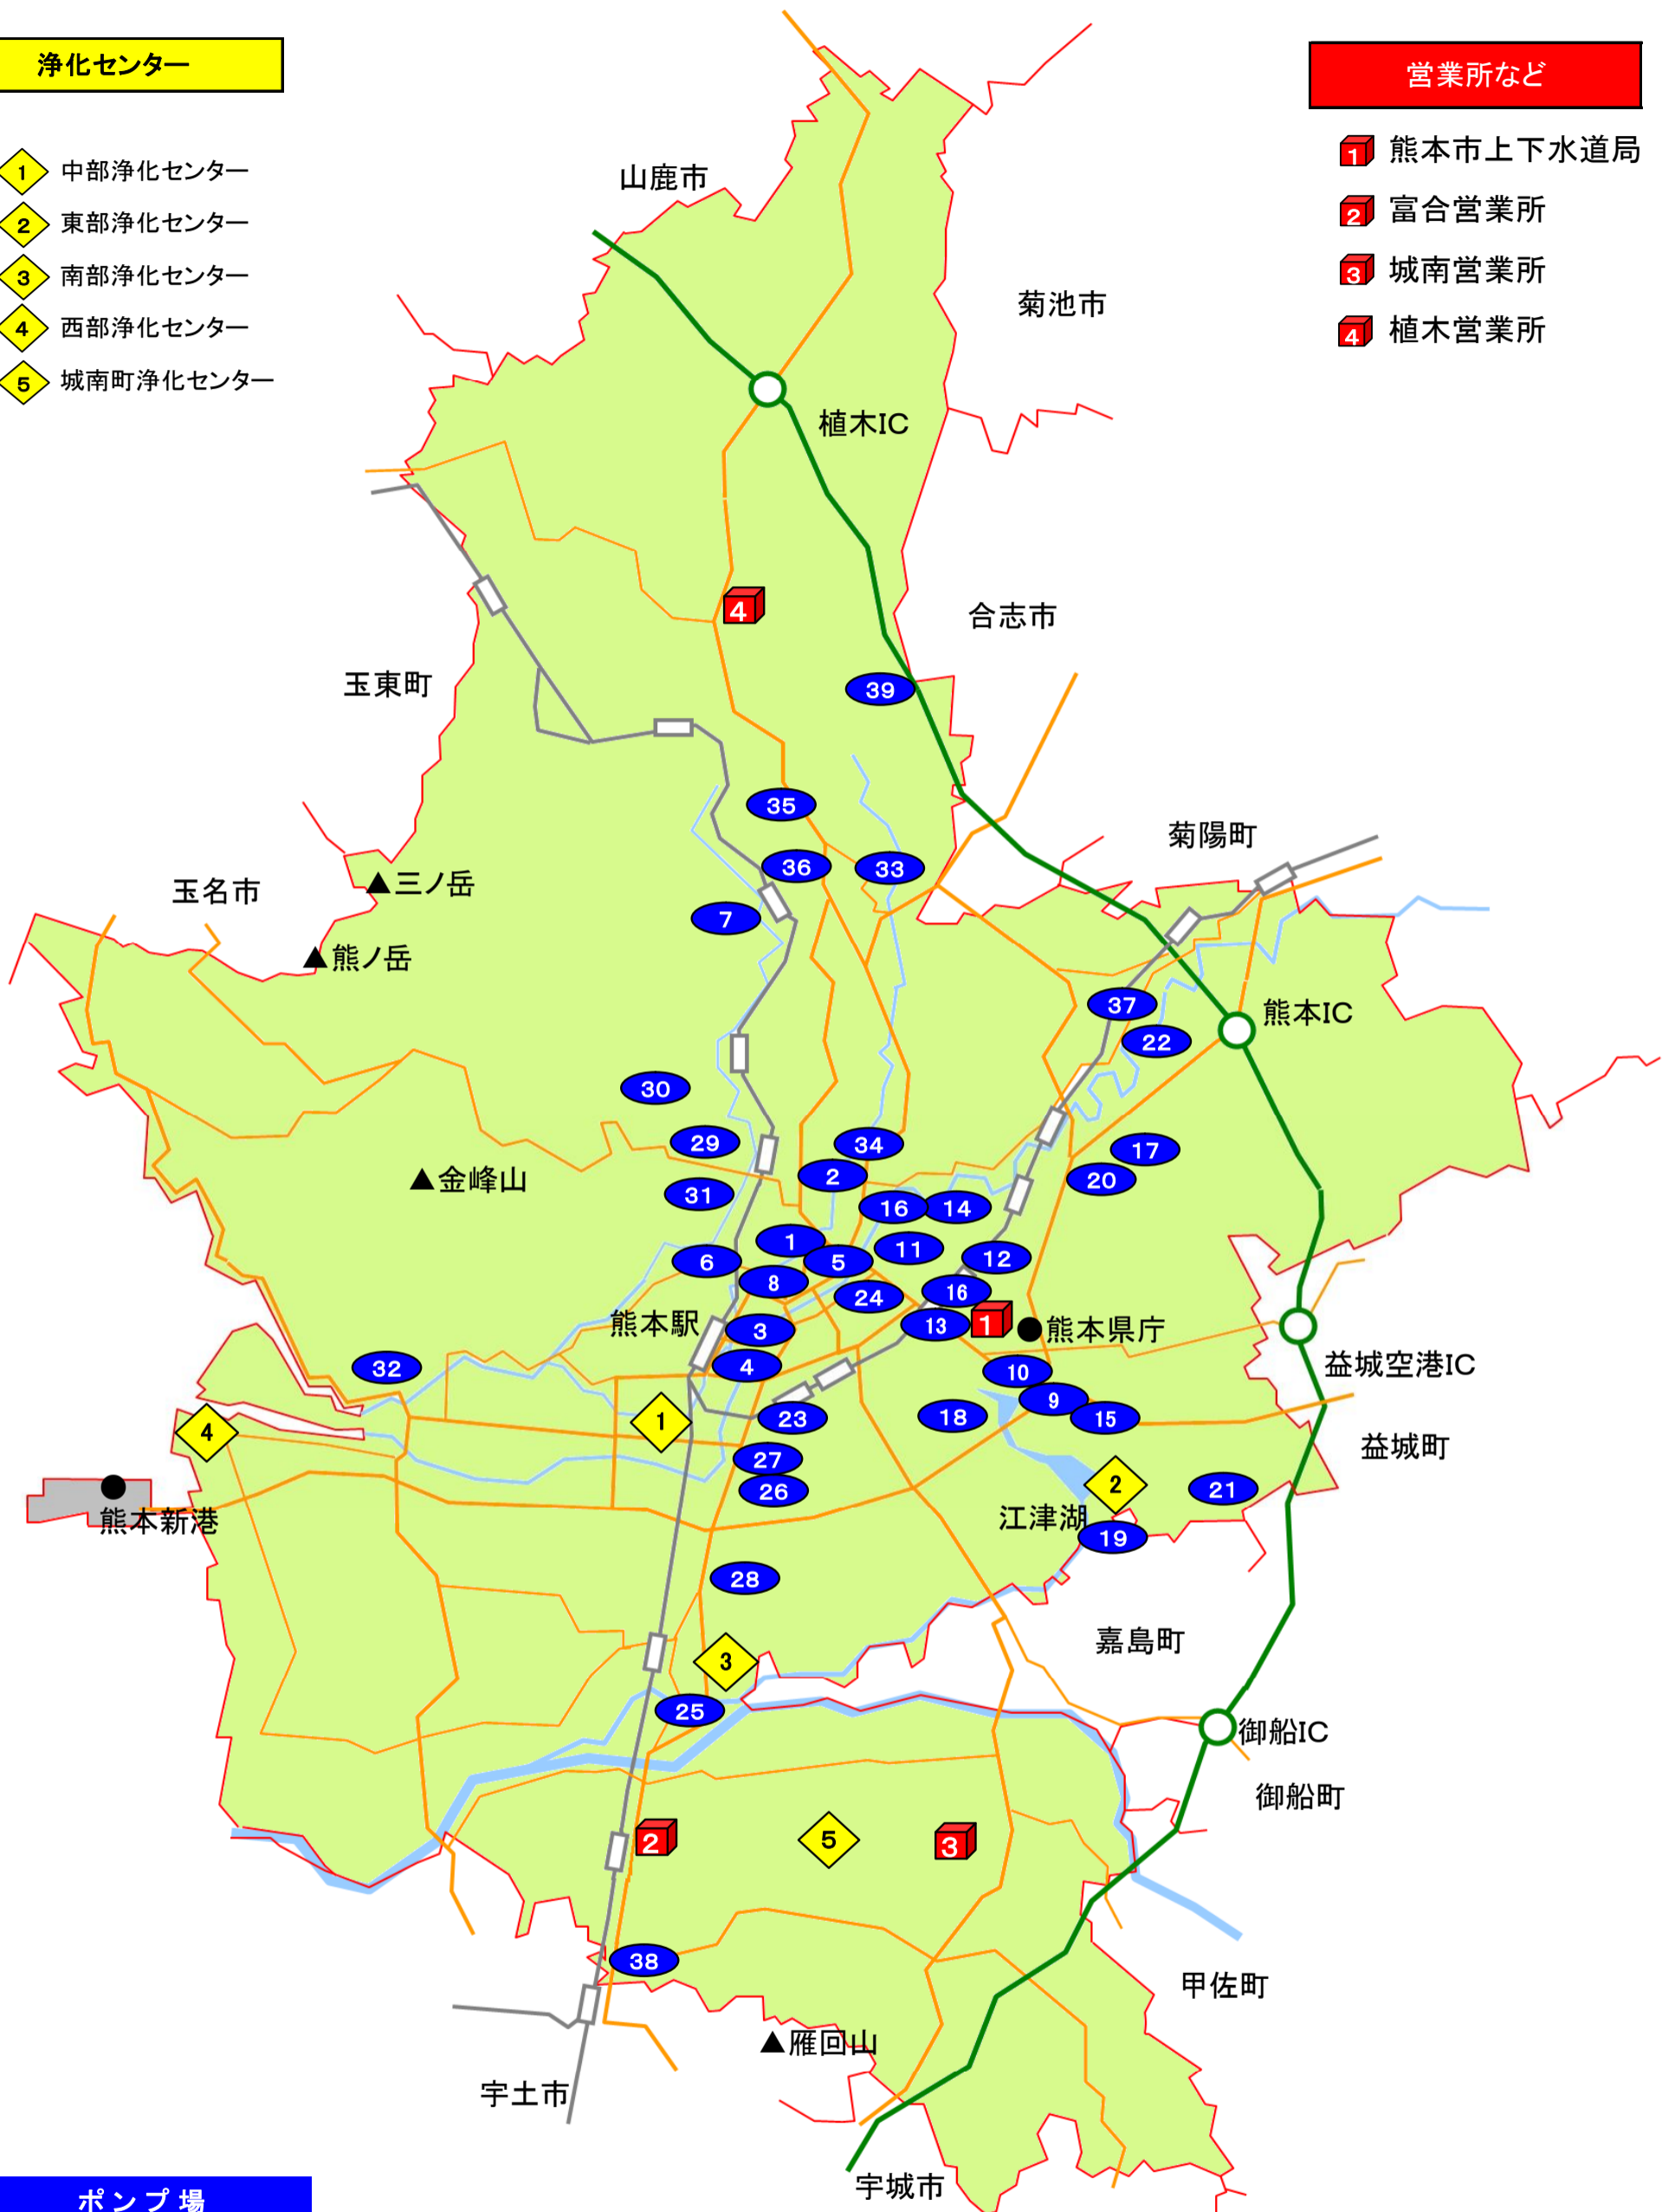 浄化センター
1 中部浄化センター
2 東部浄化センター
3 南部浄化センター
4 西部浄化センター
5 城南町浄化センター
営業所など
1 熊本市上下水道局
2 富合営業所
3 城南営業所
4 植木営業所
山鹿市
菊池市
植木IC
4
合志市
玉東町
39
35
菊陽町
36
33
▲三ノ岳
玉名市
7
▲熊ノ岳
37
熊本IC
22
30
29
34
17
▲金峰山
2
20
31
16
14
1
11
6
5
12
8
24
16
熊本駅
3
13
1
熊本県庁
32
4
10
益城空港IC
9
4
1
23
18
15
益城町
27
2
21
26
熊本新港
江津湖
19
28
嘉島町
3
25
御船IC
御船町
2
5
3
38
甲佐町
▲雁回山
宇土市
宇城市
ポンプ場